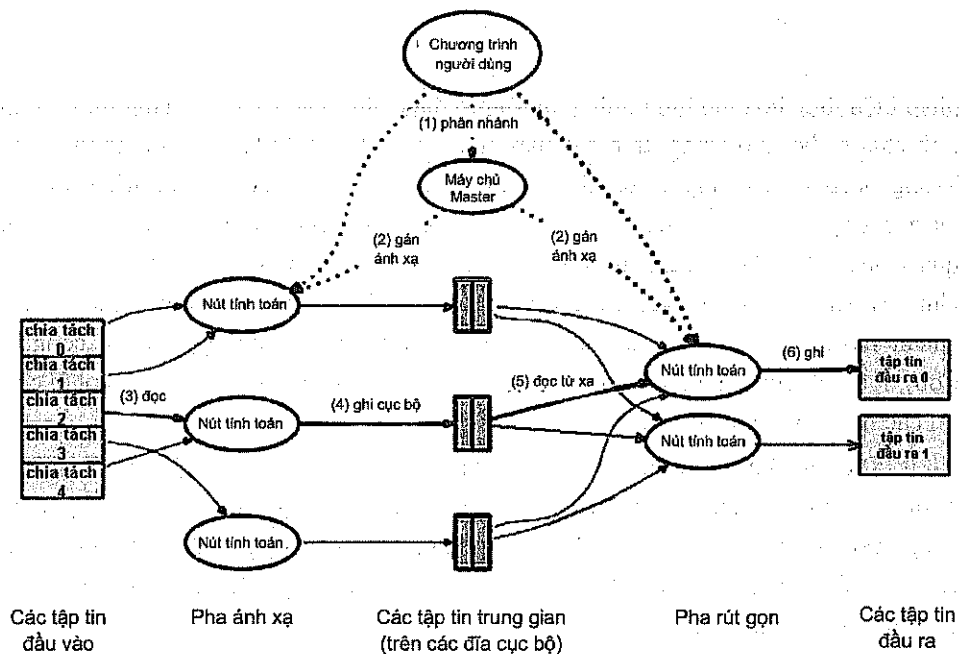 Chương trình
người dùng
(1) phân nhánh
Máy chủ
Master
(2) gán
ánh xạ
(2) gán
ánh xạ
Nút tính toán
chia tách
0
chia tách
1
chia tách
2
chia tách
3
chia tách
4
(3) đọc
Nút tính toán
(4) ghi cục bộ
(5) đọc từ xa
Nút tính toán
(6) ghi
tập tin
đầu ra 0
Nút tính toán
tập tin
đầu ra 1
Nút tính toán
Các tập tin
đầu vào
Pha ánh xạ
Các tập tin trung gian
(trên các đĩa cục bộ)
Pha rút gọn
Các tập tin
đầu ra